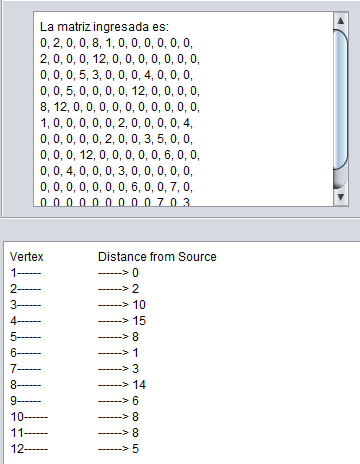 La matriz ingresada es:
0, 2, 0, 0, 8, 1, 0, 0, 0, 0, 0, 0,
2, 0, 0, 0, 12, 0, 0, 0, 0, 0, 0, 0,
0, 0, 0, 5, 3, 0, 0, 0, 4, 0, 0, 0,
0, 0, 5, 0, 0, 0, 0, 12, 0, 0, 0, 0,
8, 12, 0, 0, 0, 0, 0, 0, 0, 0, 0, 0,
1, 0, 0, 0, 0, 0, 2, 0, 0, 0, 0, 4,
0, 0, 0, 0, 0, 2, 0, 0, 3, 5, 0, 0,
0, 0, 0, 12, 0, 0, 0, 0, 0, 6, 0, 0,
0, 0, 4, 0, 0, 0, 3, 0, 0, 0, 0, 0,
0, 0, 0, 0, 0, 0, 0, 6, 0, 0, 7, 0,
0, 0, 0, 0, 0, 0, 0, 0, 0, 7, 0, 3
Vertex Distance from Source
1------ ------> 0
2------ ------> 2
3------ ------> 10
4------ ------> 15
5------ ------> 8
6------ ------> 1
7------ ------> 3
8------ ------> 14
9------ ------> 6
10------ ------> 8
11------ ------> 8
12------ ------> 5